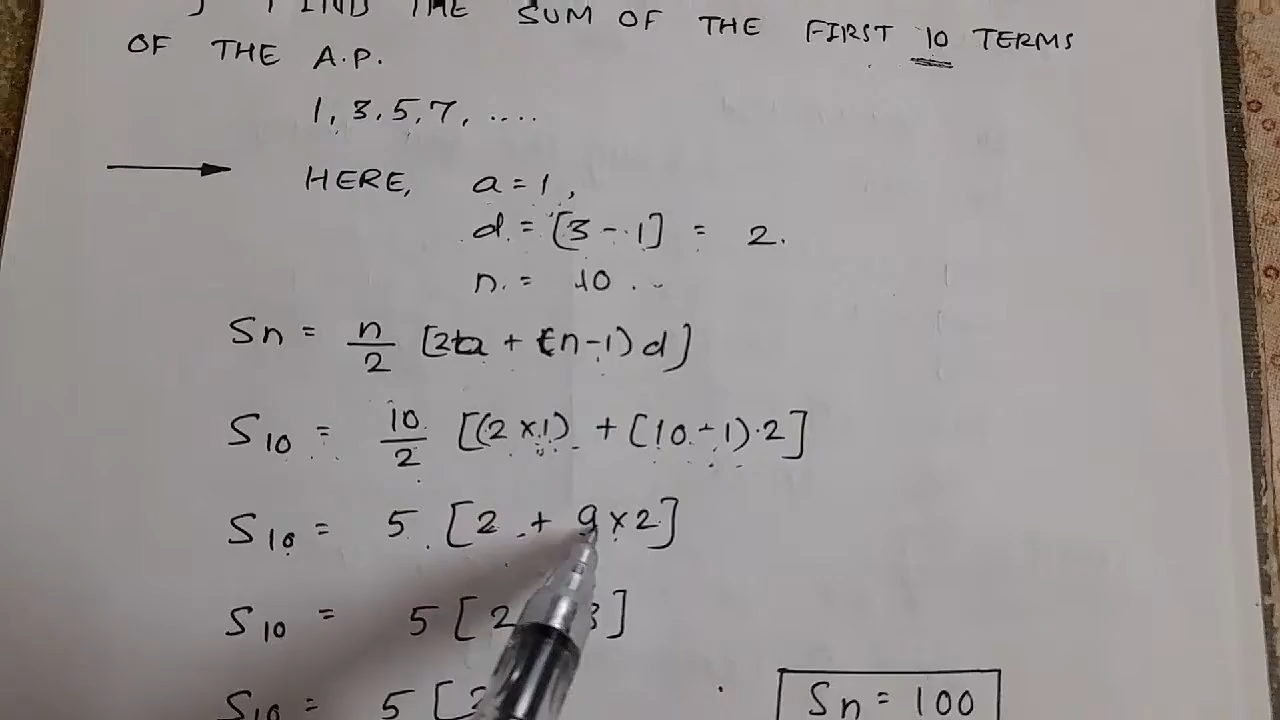 FIND THE SUM OF THE FIRST 10 TERMS
OF THE A.P.
1, 3, 5, 7, ....
HERE, a = 1,
d = [3 - 1] = 2.
n = 10
Sn = n/2 [2a + (n-1)d]
S10 = 10/2 [(2×1) + (10-1)·2]
S10 = 5 [2 + 9×2]
S10 = 5 [2
S10 = 5 [2
Sn = 100